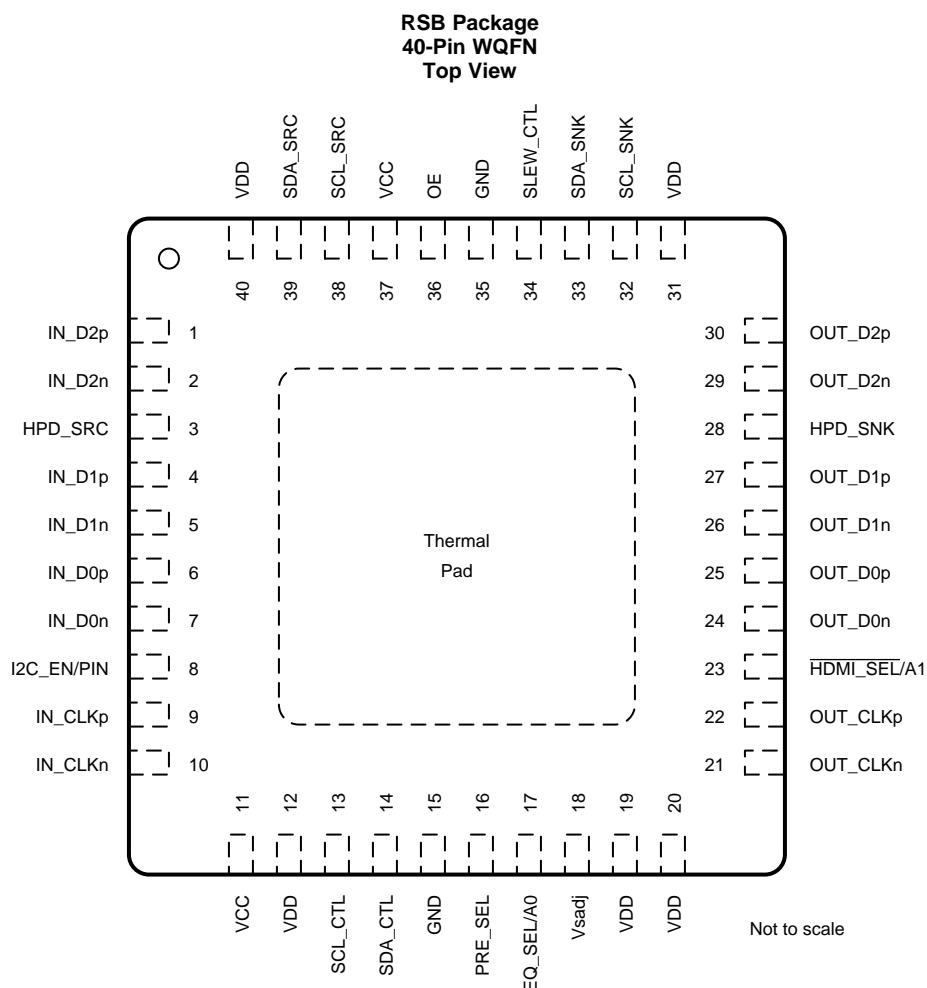 RSB Package
40-Pin WQFN
Top View
VDD
SDA_SRC
SCL_SRC
VCC
OE
GND
SLEW_CTL
SDA_SNK
SCL_SNK
VDD
40
39
38
37
36
35
34
33
32
31
IN_D2p 1
IN_D2n 2
HPD_SRC 3
IN_D1p 4
IN_D1n 5
IN_D0p 6
IN_D0n 7
I2C_EN/PIN 8
IN_CLKp 9
IN_CLKn 10
Thermal
Pad
30 OUT_D2p
29 OUT_D2n
28 HPD_SNK
27 OUT_D1p
26 OUT_D1n
25 OUT_D0p
24 OUT_D0n
23 HDMI_SEL/A1
22 OUT_CLKp
21 OUT_CLKn
11
12
13
14
15
16
17
18
19
20
VCC
VDD
SCL_CTL
SDA_CTL
GND
PRE_SEL
EQ_SEL/A0
Vsadj
VDD
VDD
Not to scale